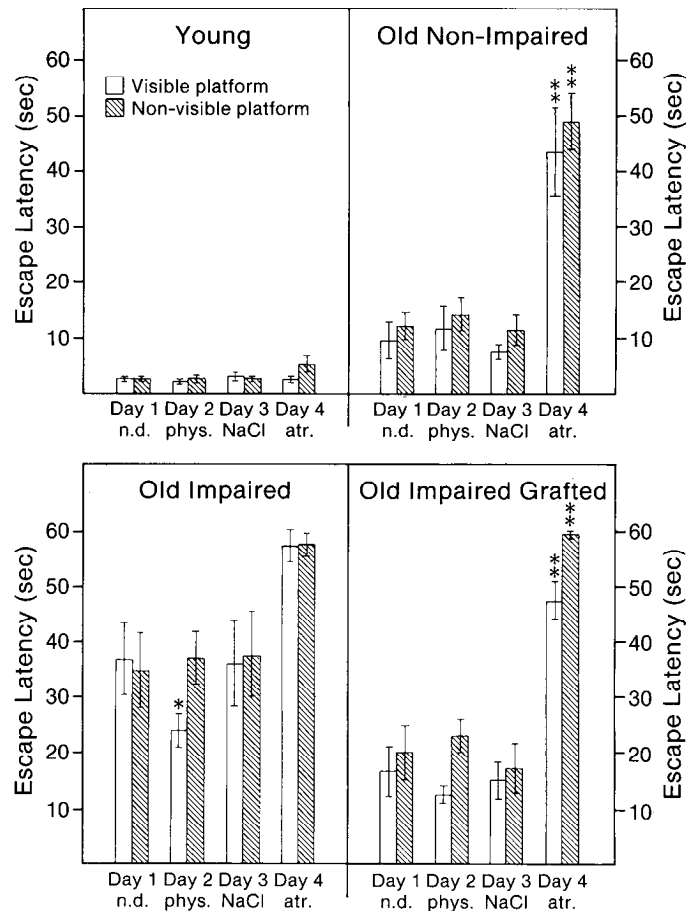 Young
Old Non-Impaired
Visible platform
Non-visible platform
Escape Latency (sec)
60
50
40
30
20
10
**
**
60
50
40
30
20
10
Escape Latency (sec)
Day 1 Day 2 Day 3 Day 4
n.d. phys. NaCl atr.
Day 1 Day 2 Day 3 Day 4
n.d. phys. NaCl atr.
Old Impaired
Old Impaired Grafted
Escape Latency (sec)
60
50
40
30
20
10
*
**
**
60
50
40
30
20
10
Escape Latency (sec)
Day 1 Day 2 Day 3 Day 4
n.d. phys. NaCl atr.
Day 1 Day 2 Day 3 Day 4
n.d. phys. NaCl atr.